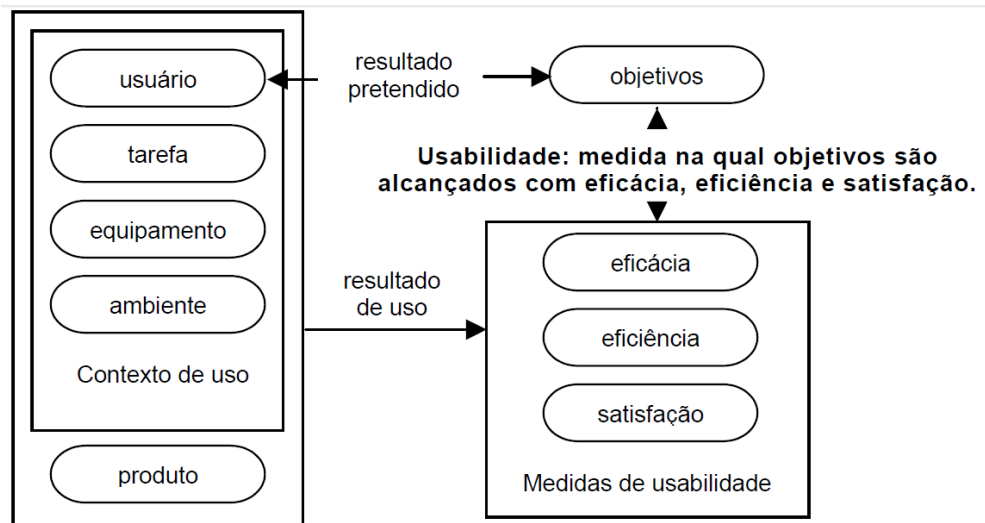 usuário
tarefa
equipamento
ambiente
Contexto de uso
produto
resultado
pretendido
objetivos
Usabilidade: medida na qual objetivos são
alcançados com eficácia, eficiência e satisfação.
resultado
de uso
eficácia
eficiência
satisfação
Medidas de usabilidade